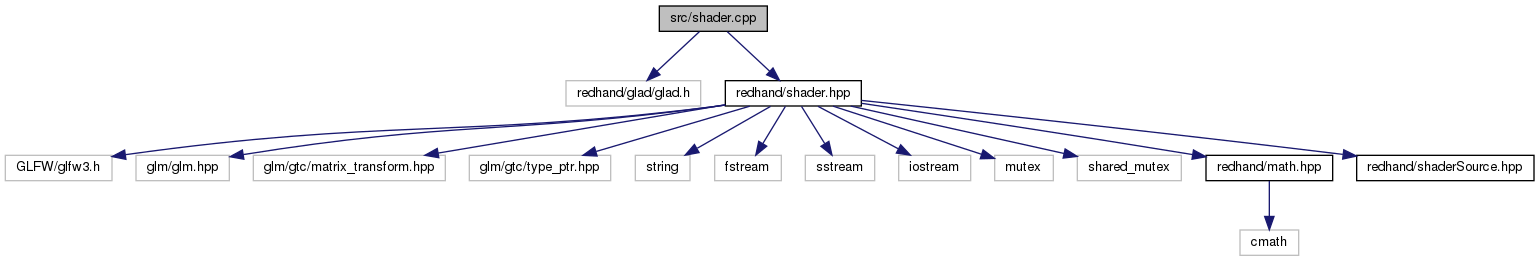 src/shader.cpp
redhand/glad/glad.h
redhand/shader.hpp
GLFW/glfw3.h
glm/glm.hpp
glm/gtc/matrix_transform.hpp
glm/gtc/type_ptr.hpp
string
fstream
sstream
iostream
mutex
shared_mutex
redhand/math.hpp
redhand/shaderSource.hpp
cmath